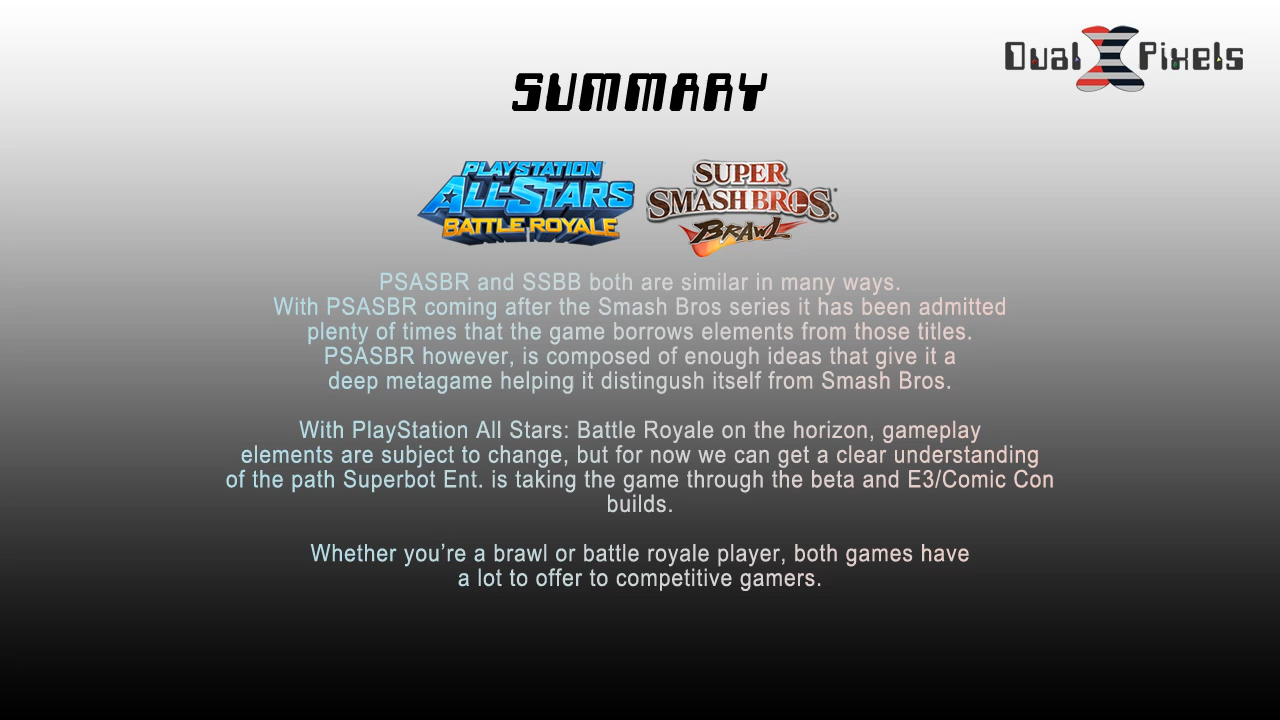 Dual Pixels
SUMMARY
PLAYSTATION
ALL-STARS
BATTLE ROYALE
SUPER
SMASH BROS.
BRAWL
PSASBR and SSBB both are similar in many ways.
With PSASBR coming after the Smash Bros series it has been admitted
plenty of times that the game borrows elements from those titles.
PSASBR however, is composed of enough ideas that give it a
deep metagame helping it distingush itself from Smash Bros.
With PlayStation All Stars: Battle Royale on the horizon, gameplay
elements are subject to change, but for now we can get a clear understanding
of the path Superbot Ent. is taking the game through the beta and E3/Comic Con
builds.
Whether you’re a brawl or battle royale player, both games have
a lot to offer to competitive gamers.